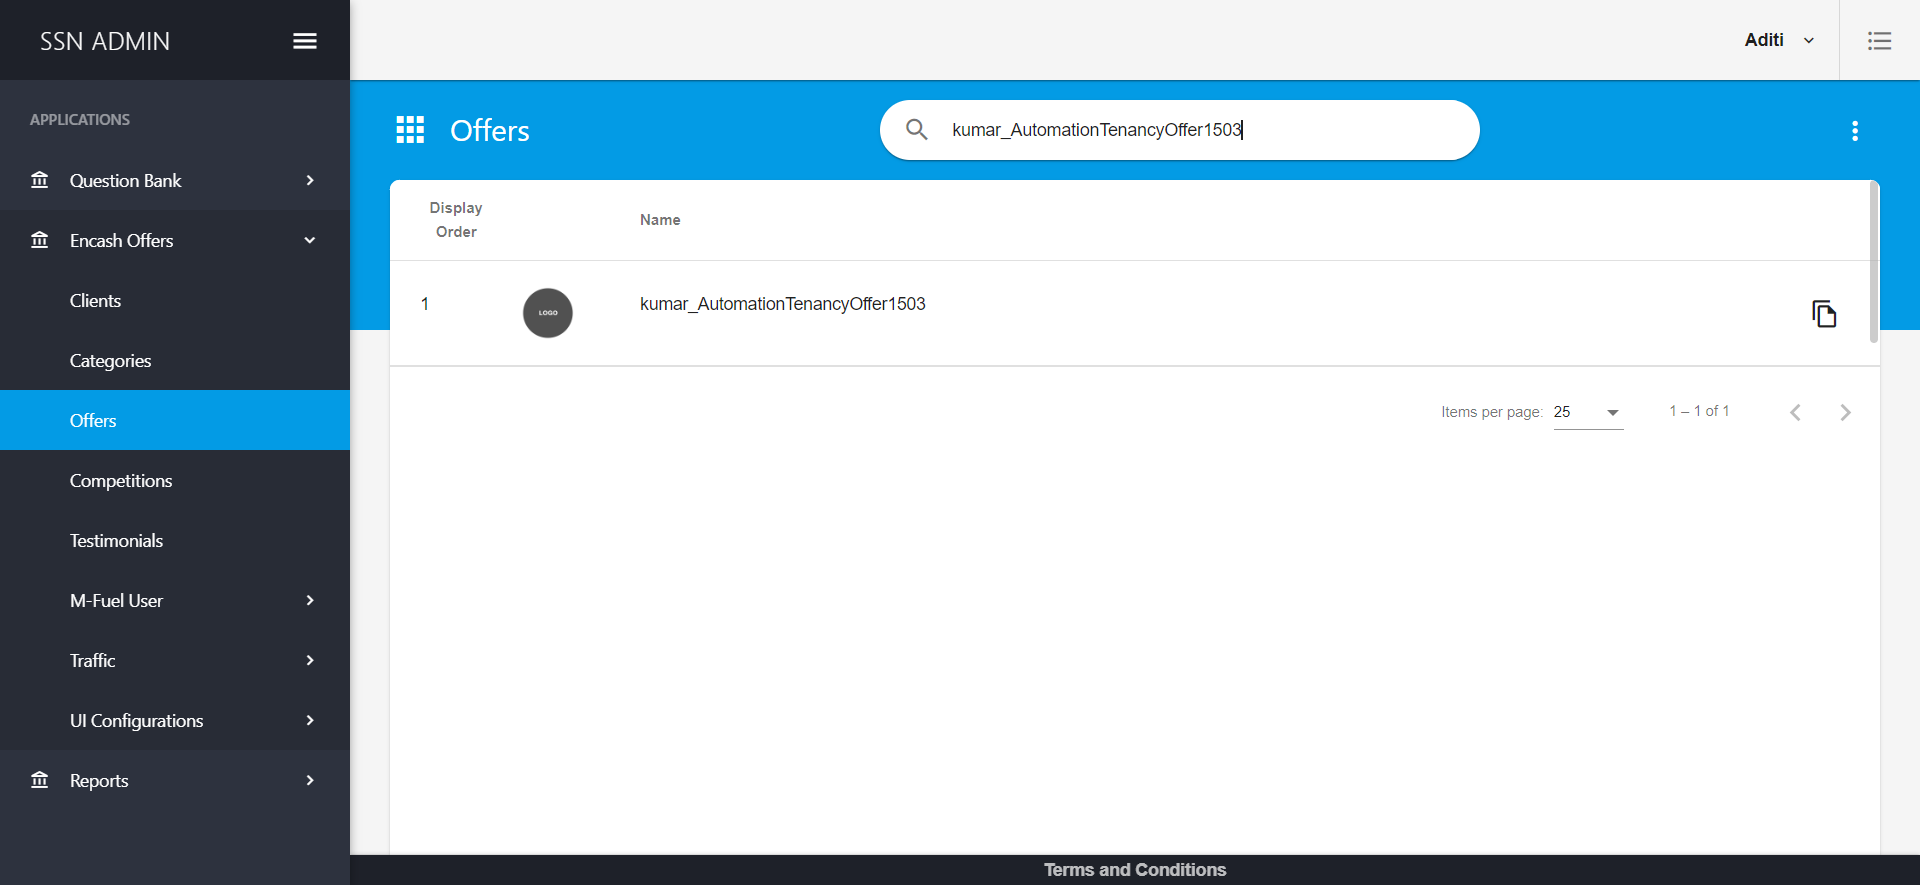 SSN ADMIN
Aditi
APPLICATIONS
Question Bank
Encash Offers
Clients
Categories
Offers
Competitions
Testimonials
M-Fuel User
Traffic
UI Configurations
Reports
Offers
kumar_AutomationTenancyOffer1503
Display
Order
Name
1
LOGO
kumar_AutomationTenancyOffer1503
Items per page: 25
1 – 1 of 1
Terms and Conditions